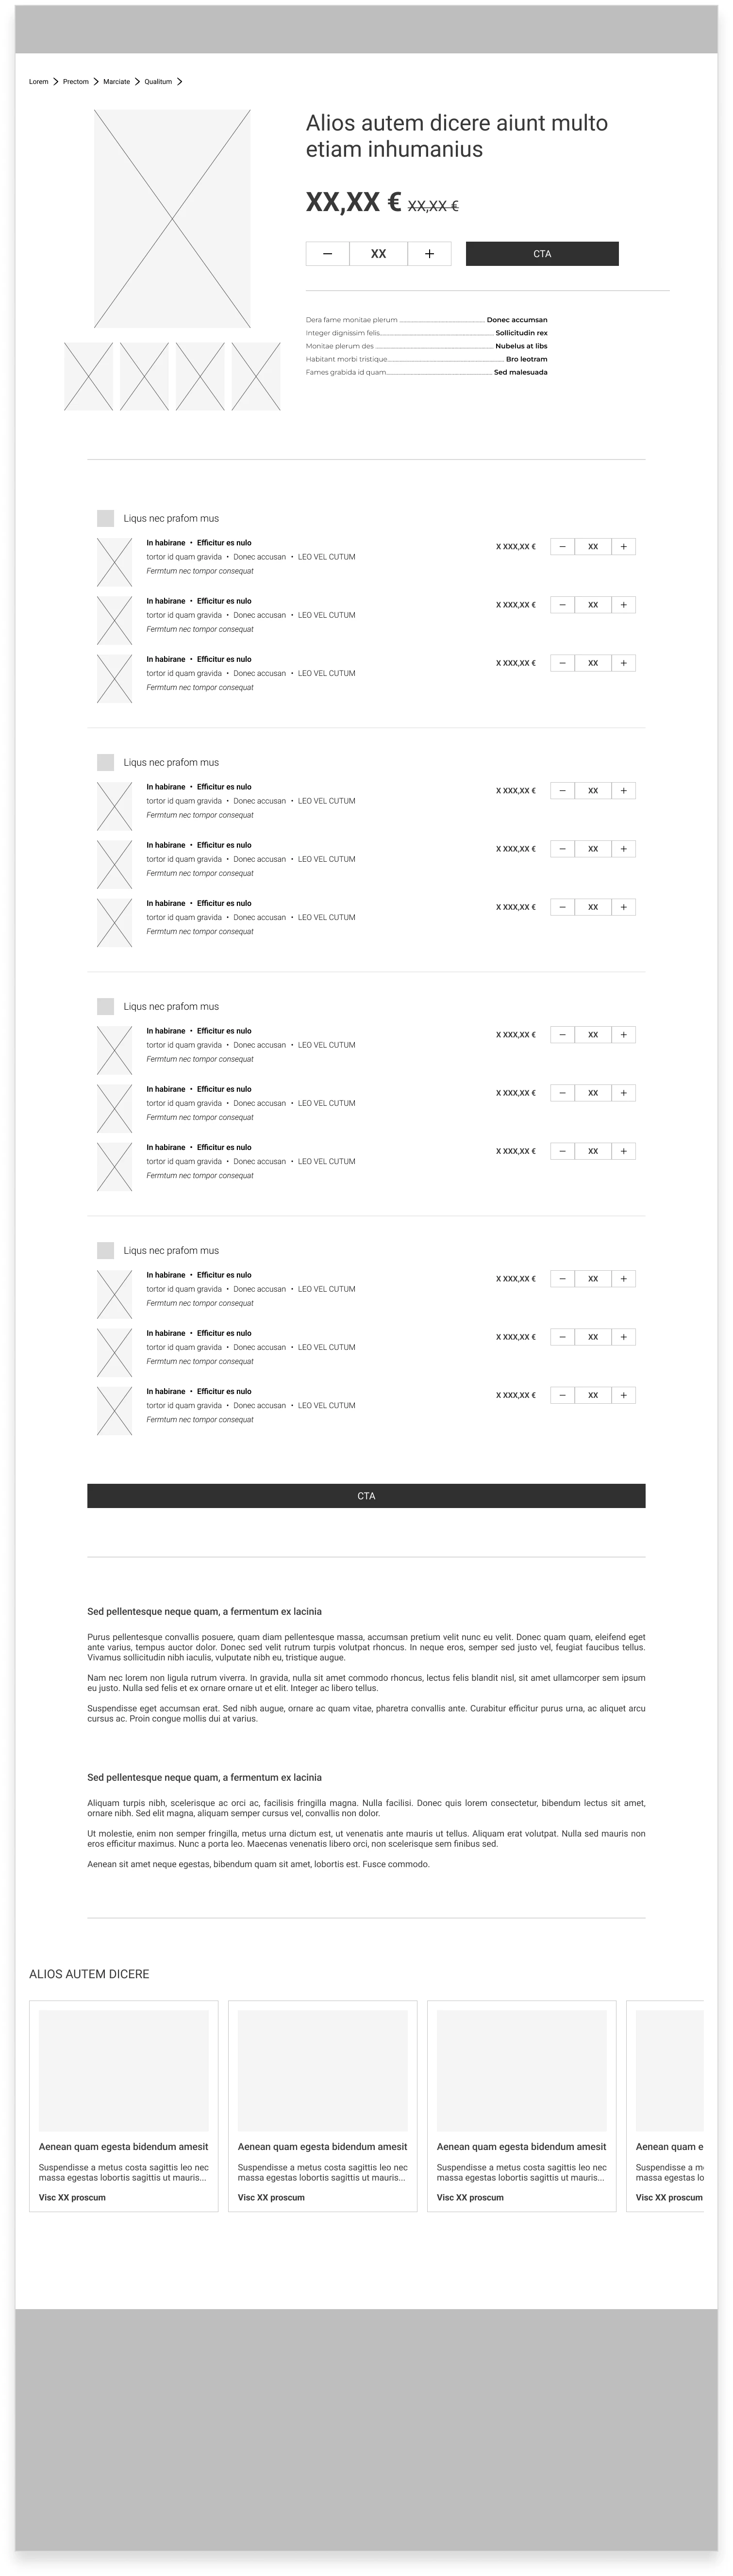 Lorem > Prectom > Marciate > Qualitum >
Alios autem dicere aiunt multo
etiam inhumanius
XX,XX € XX,XX €
− XX + CTA
Dera fame monitae plerum Donec accumsan
Integer dignissim felis Sollicitudin rex
Monitae plerum des Nubelus at libs
Habitant morbi tristique Bro leotram
Fames grabida id quam Sed malesuada
Liqus nec prafom mus
In habirane • Efficitur es nulo
tortor id quam gravida • Donec accusan • LEO VEL CUTUM
Fermtum nec tompor consequat
X XXX,XX € − XX +
In habirane • Efficitur es nulo
tortor id quam gravida • Donec accusan • LEO VEL CUTUM
Fermtum nec tompor consequat
X XXX,XX € − XX +
In habirane • Efficitur es nulo
tortor id quam gravida • Donec accusan • LEO VEL CUTUM
Fermtum nec tompor consequat
X XXX,XX € − XX +
Liqus nec prafom mus
In habirane • Efficitur es nulo
tortor id quam gravida • Donec accusan • LEO VEL CUTUM
Fermtum nec tompor consequat
X XXX,XX € − XX +
In habirane • Efficitur es nulo
tortor id quam gravida • Donec accusan • LEO VEL CUTUM
Fermtum nec tompor consequat
X XXX,XX € − XX +
In habirane • Efficitur es nulo
tortor id quam gravida • Donec accusan • LEO VEL CUTUM
Fermtum nec tompor consequat
X XXX,XX € − XX +
Liqus nec prafom mus
In habirane • Efficitur es nulo
tortor id quam gravida • Donec accusan • LEO VEL CUTUM
Fermtum nec tompor consequat
X XXX,XX € − XX +
In habirane • Efficitur es nulo
tortor id quam gravida • Donec accusan • LEO VEL CUTUM
Fermtum nec tompor consequat
X XXX,XX € − XX +
In habirane • Efficitur es nulo
tortor id quam gravida • Donec accusan • LEO VEL CUTUM
Fermtum nec tompor consequat
X XXX,XX € − XX +
Liqus nec prafom mus
In habirane • Efficitur es nulo
tortor id quam gravida • Donec accusan • LEO VEL CUTUM
Fermtum nec tompor consequat
X XXX,XX € − XX +
In habirane • Efficitur es nulo
tortor id quam gravida • Donec accusan • LEO VEL CUTUM
Fermtum nec tompor consequat
X XXX,XX € − XX +
In habirane • Efficitur es nulo
tortor id quam gravida • Donec accusan • LEO VEL CUTUM
Fermtum nec tompor consequat
X XXX,XX € − XX +
CTA
Sed pellentesque neque quam, a fermentum ex lacinia
Purus pellentesque convallis posuere, quam diam pellentesque massa, accumsan pretium velit nunc eu velit. Donec quam quam, eleifend eget
ante varius, tempus auctor dolor. Donec sed velit rutrum turpis volutpat rhoncus. In neque eros, semper sed justo vel, feugiat faucibus tellus.
Vivamus sollicitudin nibh iaculis, vulputate nibh eu, tristique augue.
Nam nec lorem non ligula rutrum viverra. In gravida, nulla sit amet commodo rhoncus, lectus felis blandit nisl, sit amet ullamcorper sem ipsum
eu justo. Nulla sed felis et ex ornare ornare ut et elit. Integer ac libero tellus.
Suspendisse eget accumsan erat. Sed nibh augue, ornare ac quam vitae, pharetra convallis ante. Curabitur efficitur purus urna, ac aliquet arcu
cursus ac. Proin congue mollis dui at varius.
Sed pellentesque neque quam, a fermentum ex lacinia
Aliquam turpis nibh, scelerisque ac orci ac, facilisis fringilla magna. Nulla facilisi. Donec quis lorem consectetur, bibendum lectus sit amet,
ornare nibh. Sed elit magna, aliquam semper cursus vel, convallis non dolor.
Ut molestie, enim non semper fringilla, metus urna dictum est, ut venenatis ante mauris ut tellus. Aliquam erat volutpat. Nulla sed mauris non
eros efficitur maximus. Nunc a porta leo. Maecenas venenatis libero orci, non scelerisque sem finibus sed.
Aenean sit amet neque egestas, bibendum quam sit amet, lobortis est. Fusce commodo.
ALIOS AUTEM DICERE
Aenean quam egesta bidendum amesit
Suspendisse a metus costa sagittis leo nec
massa egestas lobortis sagittis ut mauris...
Visc XX proscum
Aenean quam egesta bidendum amesit
Suspendisse a metus costa sagittis leo nec
massa egestas lobortis sagittis ut mauris...
Visc XX proscum
Aenean quam egesta bidendum amesit
Suspendisse a metus costa sagittis leo nec
massa egestas lobortis sagittis ut mauris...
Visc XX proscum
Aenean quam e
Suspendisse a m
massa egestas lo
Visc XX proscum